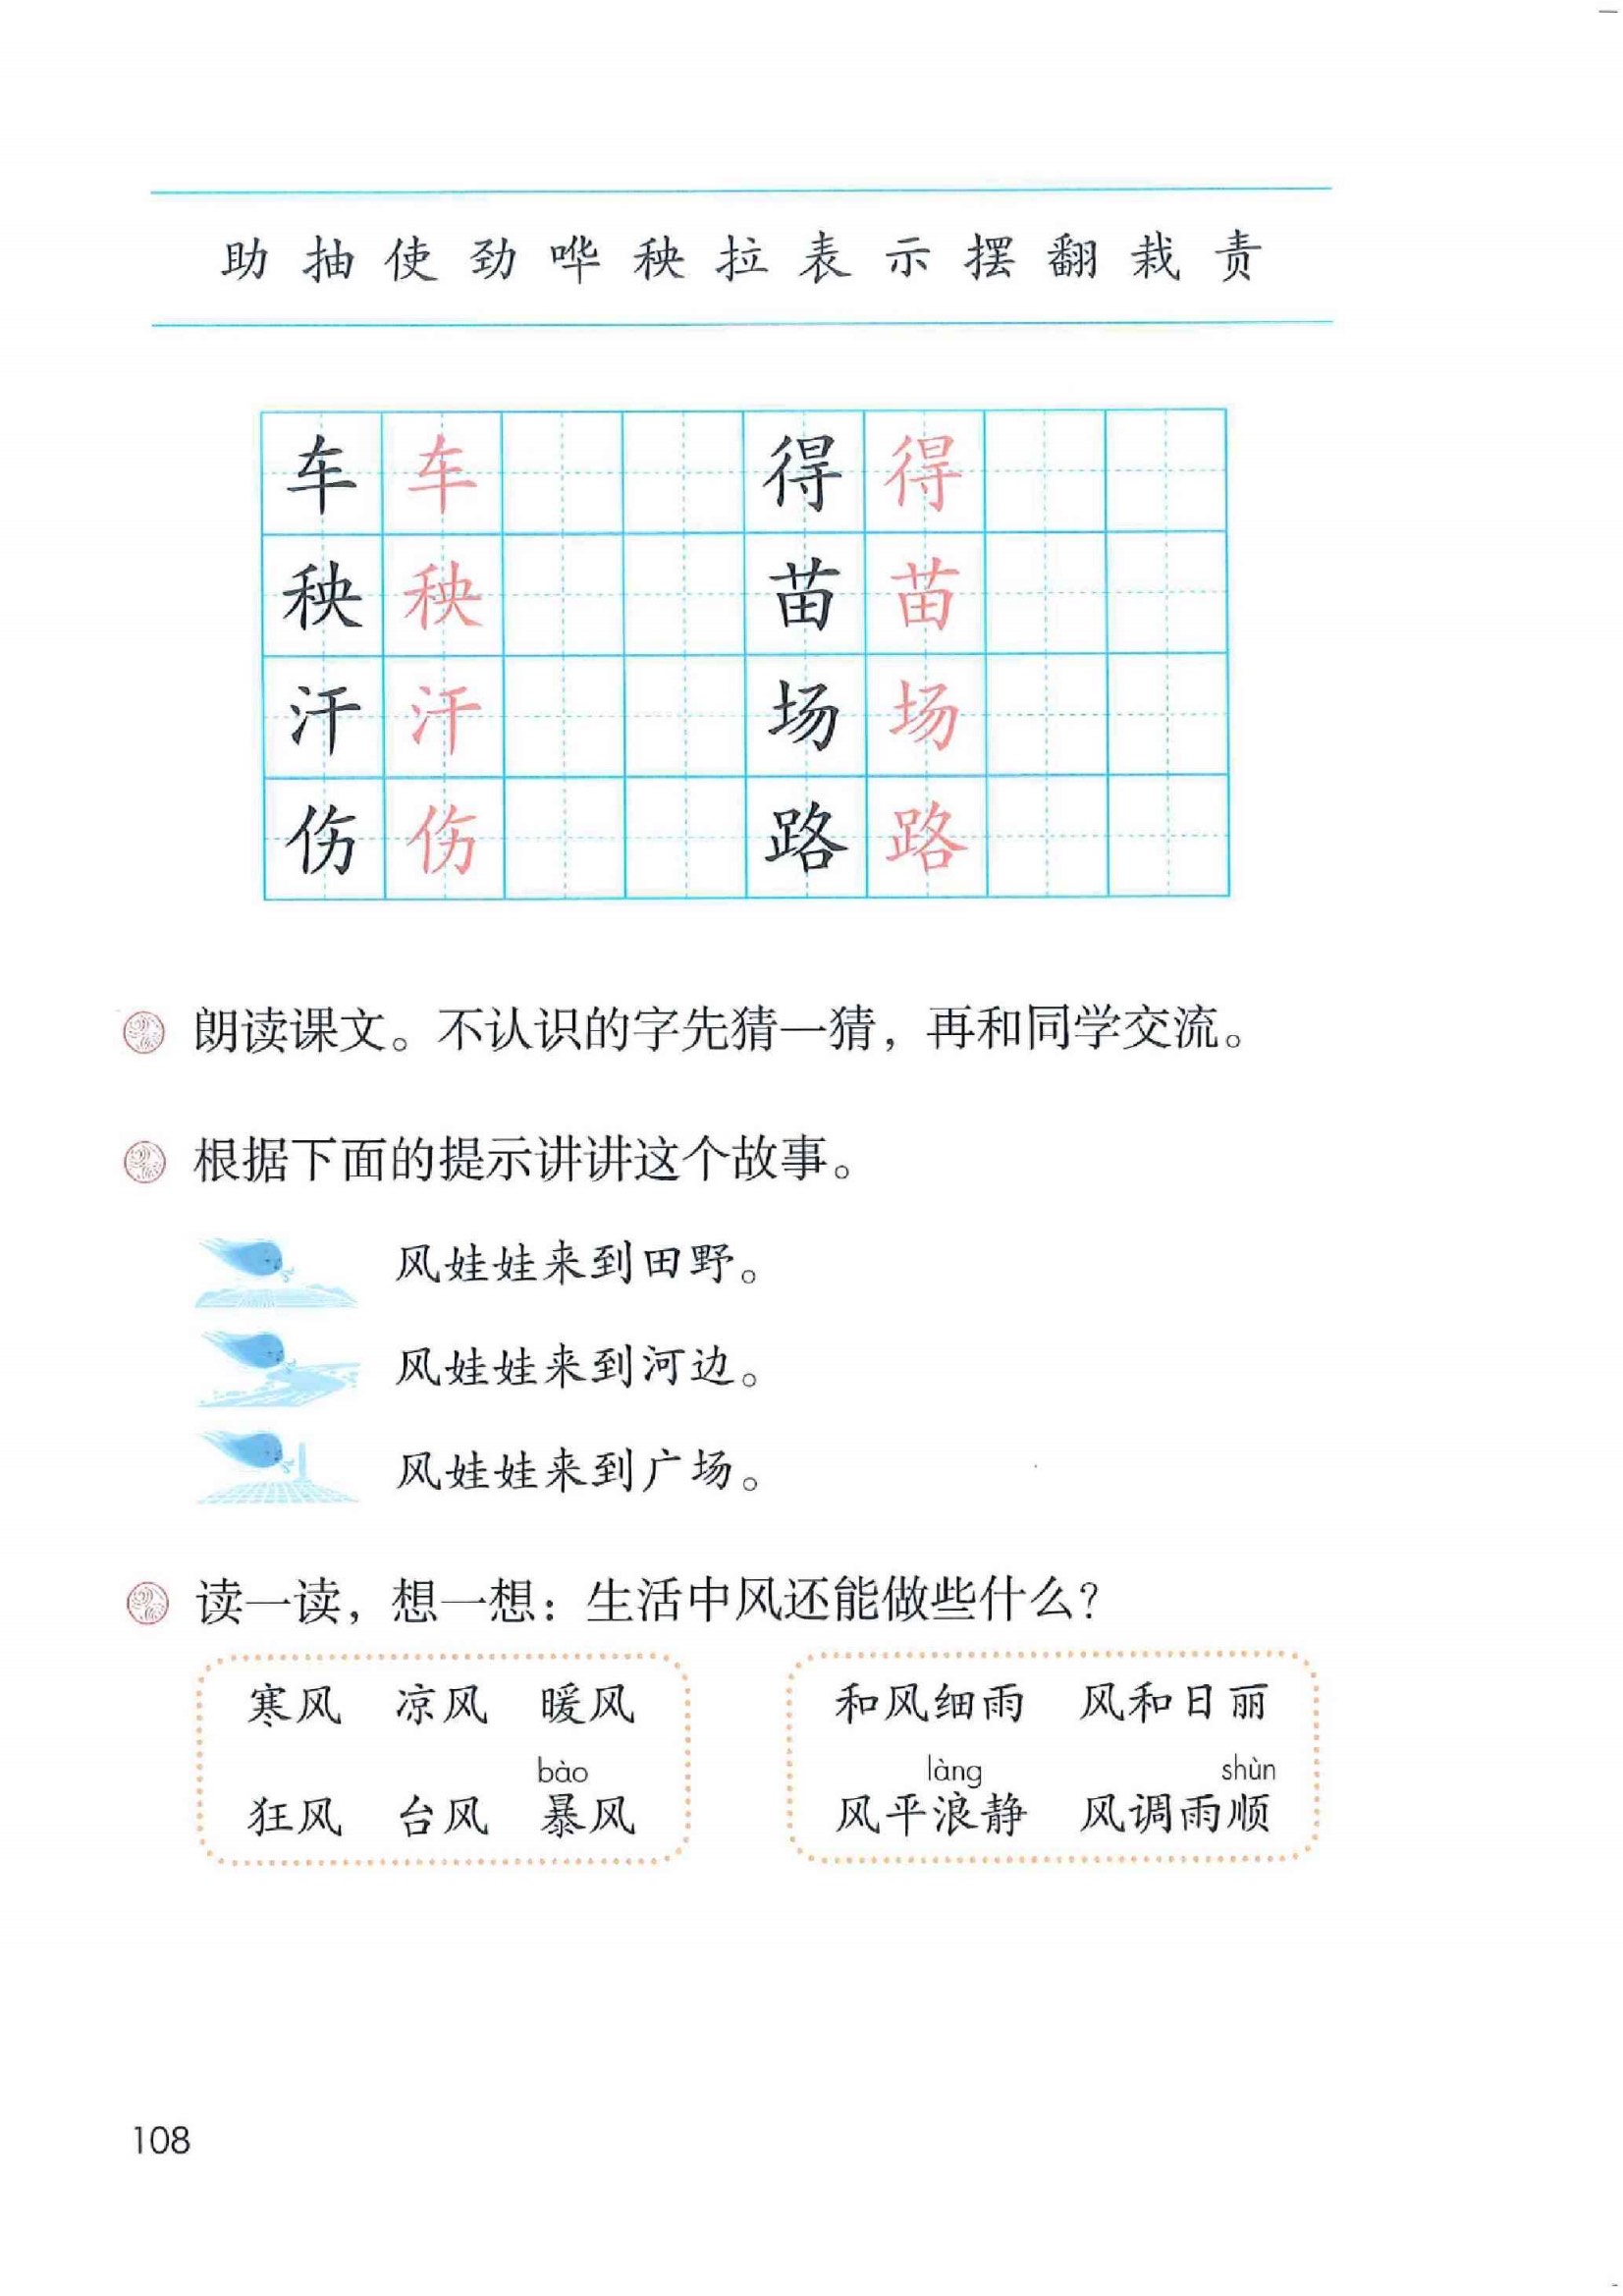 助 抽 使 劲 哗 秧 拉 表 示 摆 翻 栽 责
车 车 得 得
秧 秧 苗 苗
汗 汗 场 场
伤 伤 路 路
朗读课文。不认识的字先猜一猜，再和同学交流。
根据下面的提示讲讲这个故事。
风娃娃来到田野。
风娃娃来到河边。
风娃娃来到广场。
读一读，想一想：生活中风还能做些什么？
寒风 凉风 暖风
bào
狂风 台风 暴风
和风细雨 风和日丽
làng shùn
风平浪静 风调雨顺
108